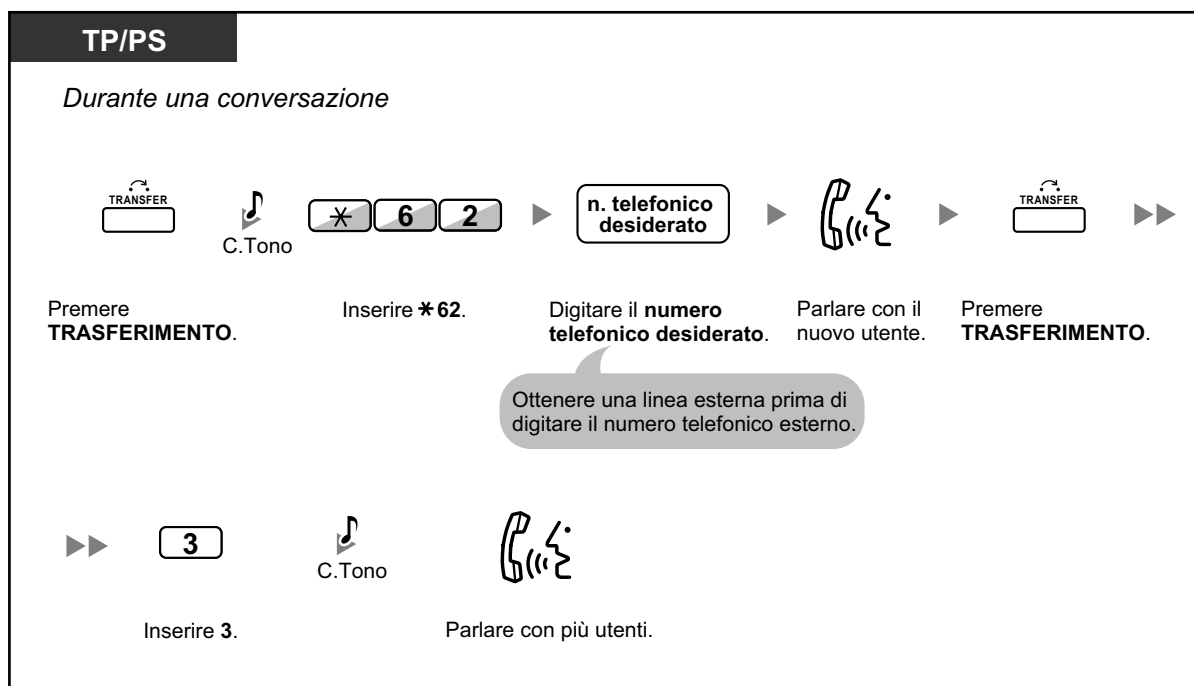 TP/PS
Durante una conversazione
TRANSFER
C.Tono
* 6 2
n. telefonico
desiderato
TRANSFER
Premere
TRASFERIMENTO.
Inserire *62.
Digitare il numero
telefonico desiderato.
Parlare con il
nuovo utente.
Premere
TRASFERIMENTO.
Ottenere una linea esterna prima di
digitare il numero telefonico esterno.
3
C.Tono
Inserire 3.
Parlare con più utenti.